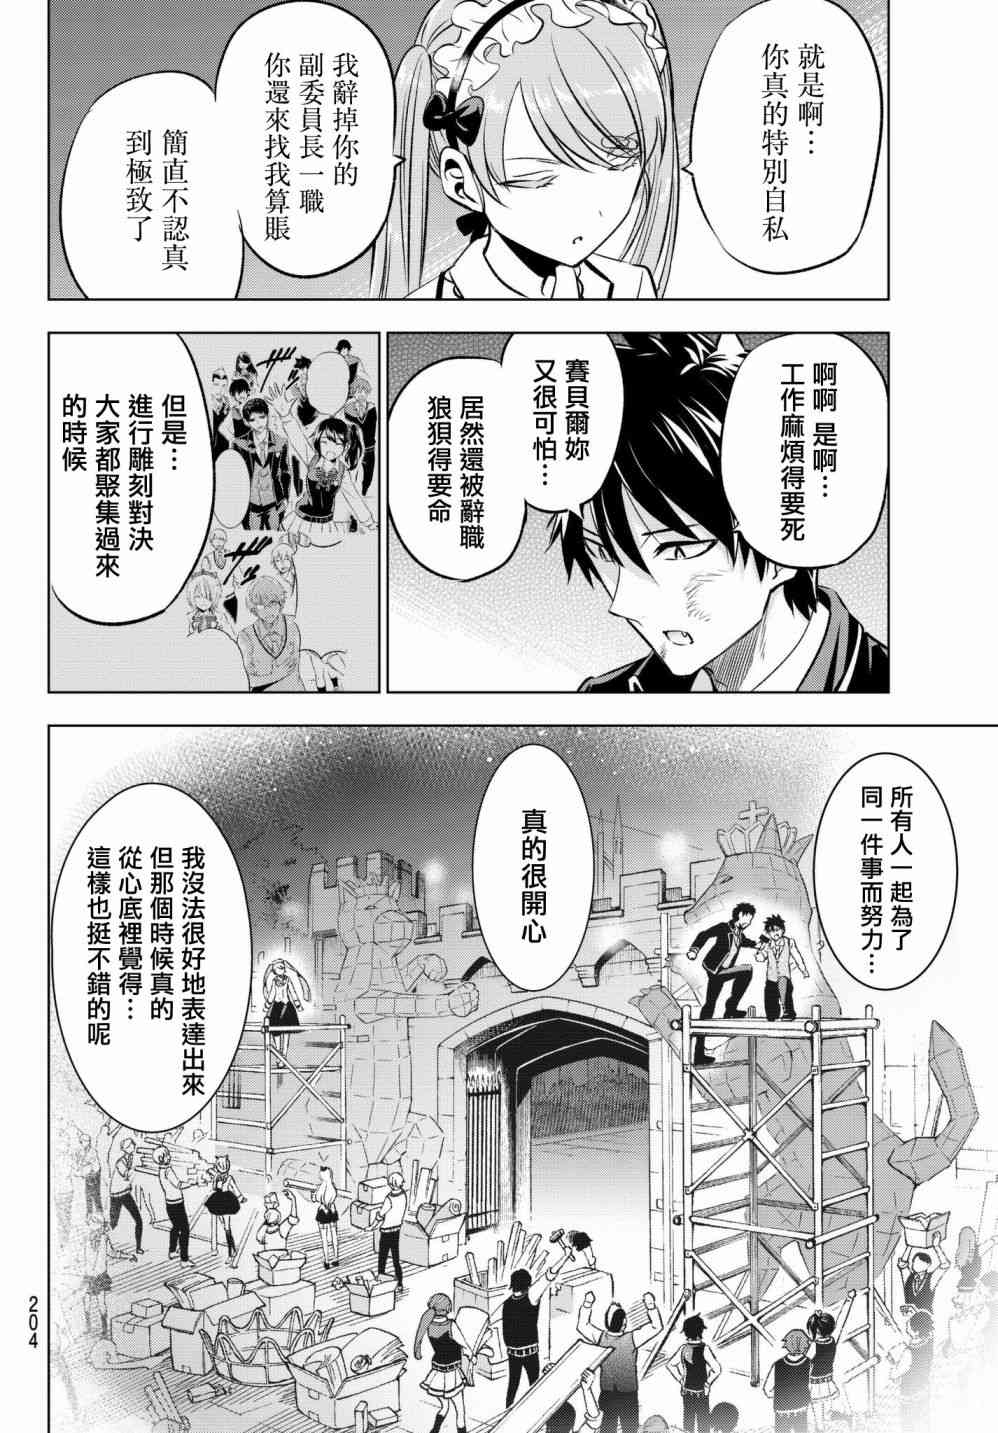 就是啊…
你真的特別自私
我辭掉你的
副委員長一職
你還來找我算賬
簡直不認真
到極致了
啊啊 是啊…
工作麻煩得要死
賽貝爾妳
又很可怕…
居然還被辭職
狼狽得要命
但是…
進行雕刻對決
大家都聚集過來
的時候
所有人一起為了
同一件事而努力…
真的很開心
我沒法很好地表達出來
但那個時候真的
從心底裡覺得…
這樣也挺不錯的呢
204